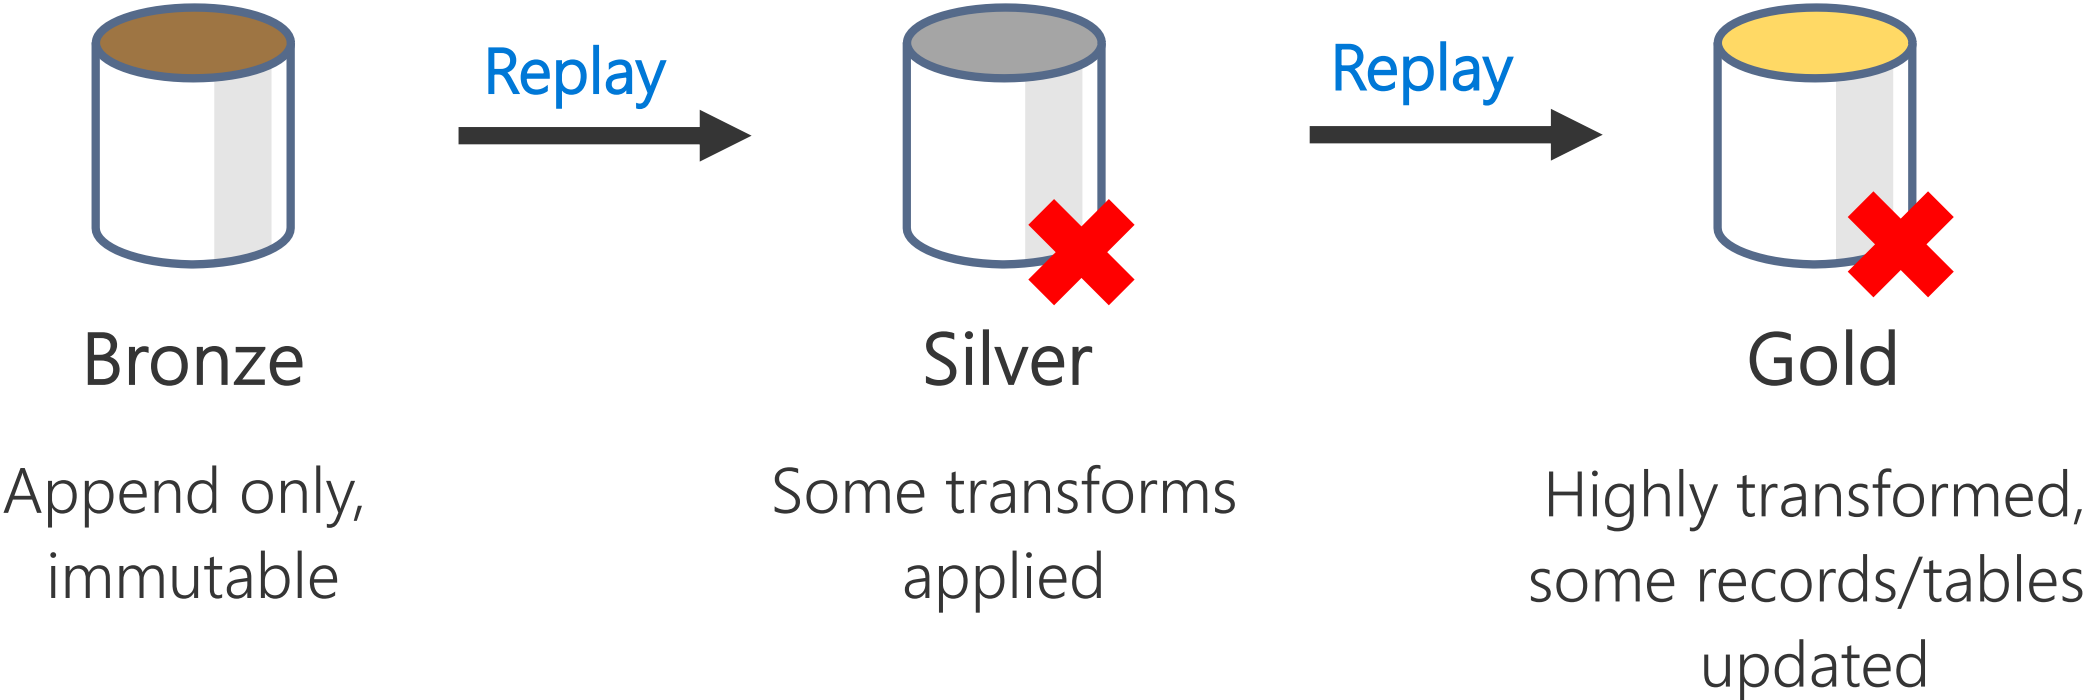 Replay
Replay
Bronze
Silver
Gold
Append only,
immutable
Some transforms
applied
Highly transformed,
some records/tables
updated